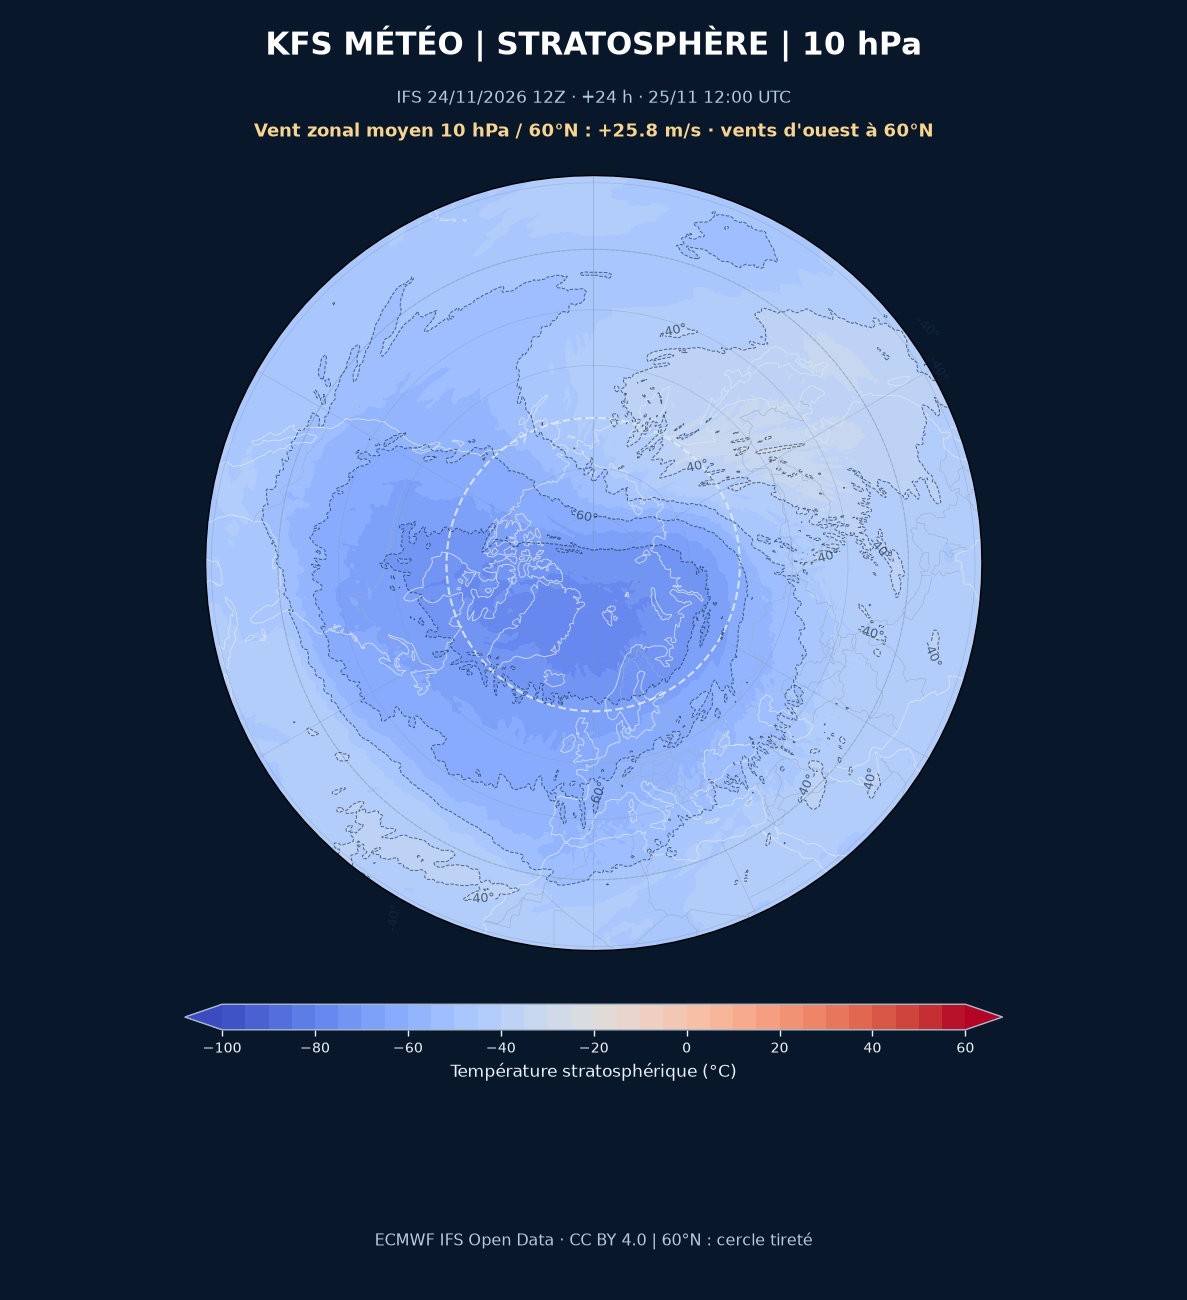 KFS MÉTÉO | STRATOSPHÈRE | 10 hPa
IFS 24/11/2026 12Z · +24 h · 25/11 12:00 UTC
Vent zonal moyen 10 hPa / 60°N : +25.8 m/s · vents d'ouest à 60°N
-40°
-40°
-40°
-40°
-60°
-40°
-40°
-40°
-40°
-40°
-40°
-60°
-40°
-40°
−100 −80 −60 −40 −20 0 20 40 60
Température stratosphérique (°C)
ECMWF IFS Open Data · CC BY 4.0 | 60°N : cercle tireté